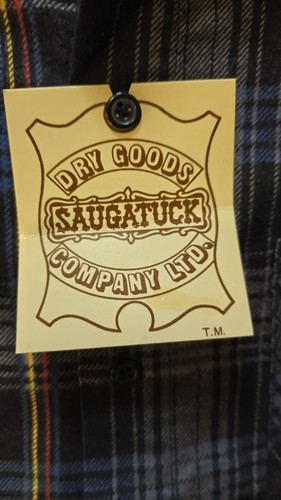 DRY GOODS
SAUGATUCK
COMPANY LTD.
T.M.